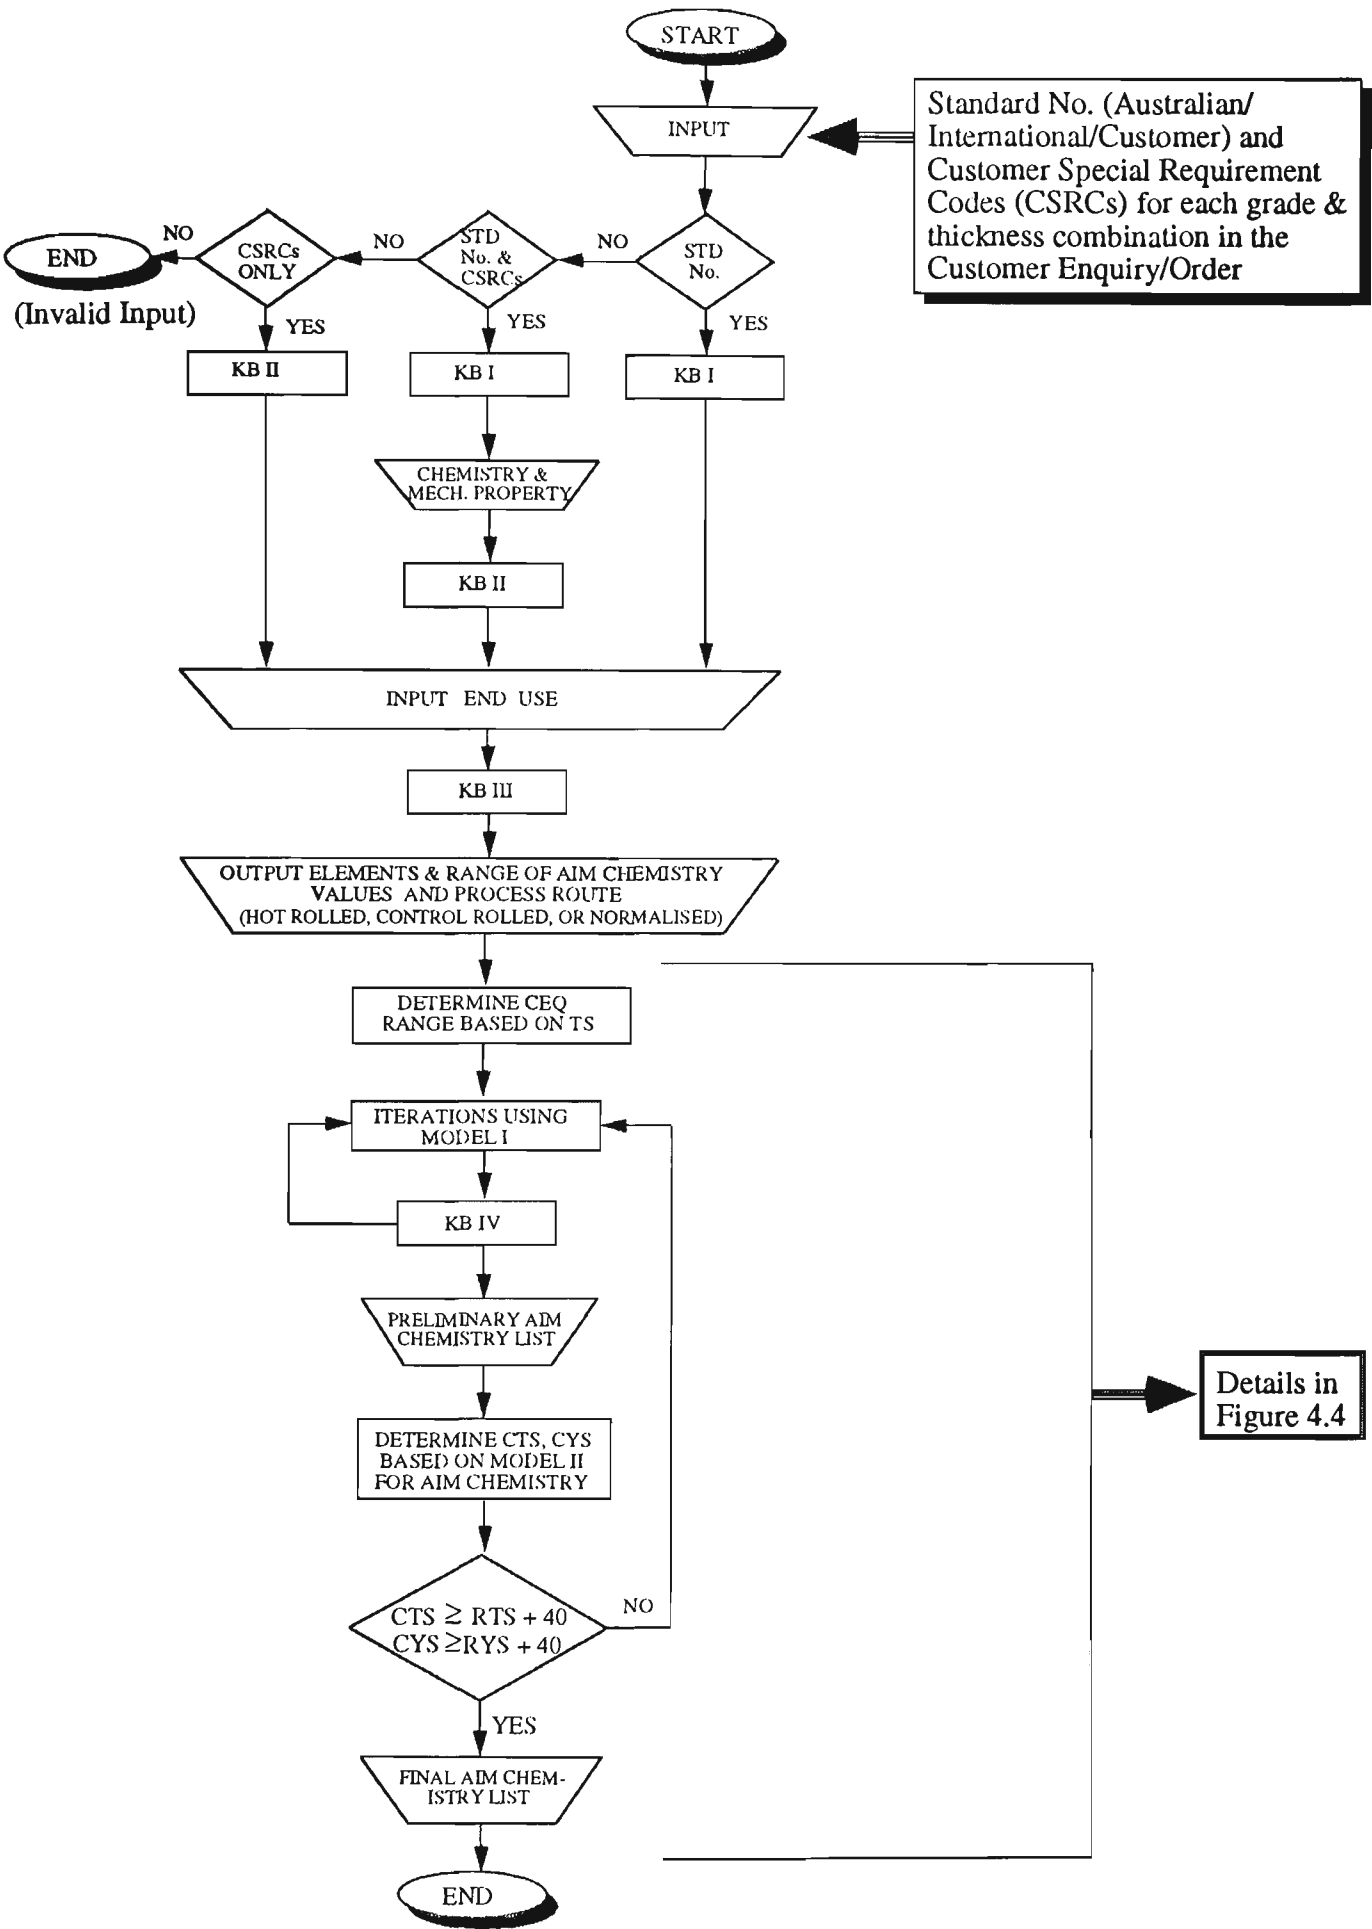 START
INPUT
Standard No. (Australian/
International/Customer) and
Customer Special Requirement
Codes (CSRCs) for each grade &
thickness combination in the
Customer Enquiry/Order
END
(Invalid Input)
NO
CSRCs
ONLY
NO
STD
No. &
CSRCs
NO
STD
No.
YES
YES
YES
KB II
KB I
KB I
CHEMISTRY &
MECH. PROPERTY
KB II
INPUT END USE
KB III
OUTPUT ELEMENTS & RANGE OF AIM CHEMISTRY
VALUES AND PROCESS ROUTE
(HOT ROLLED, CONTROL ROLLED, OR NORMALISED)
DETERMINE CEQ
RANGE BASED ON TS
ITERATIONS USING
MODEL I
KB IV
PRELIMINARY AIM
CHEMISTRY LIST
Details in
Figure 4.4
DETERMINE CTS, CYS
BASED ON MODEL II
FOR AIM CHEMISTRY
CTS ≥ RTS + 40
CYS ≥RYS + 40
NO
YES
FINAL AIM CHEM-
ISTRY LIST
END